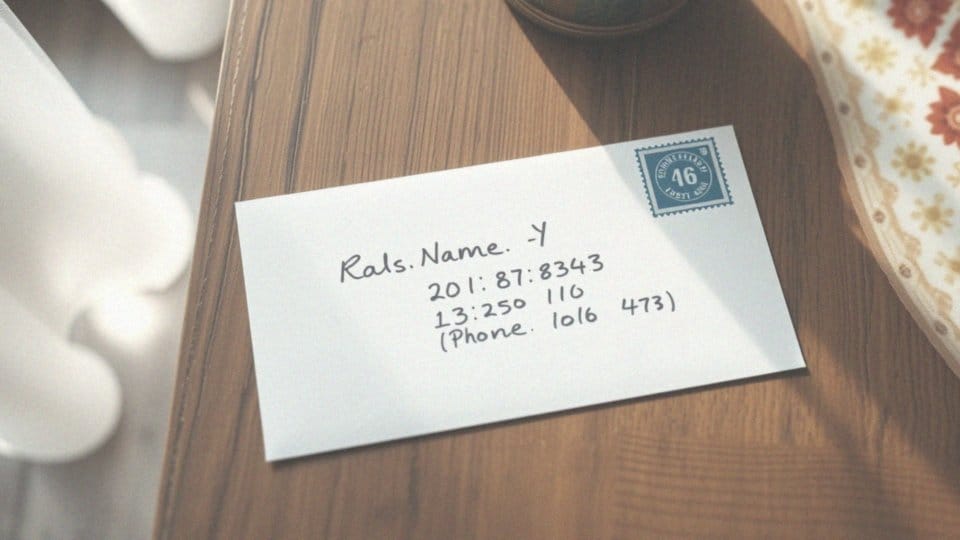 46
Rals. Name. -Y
201: 87:8343
13:250 110
(Phone. 1016 473)